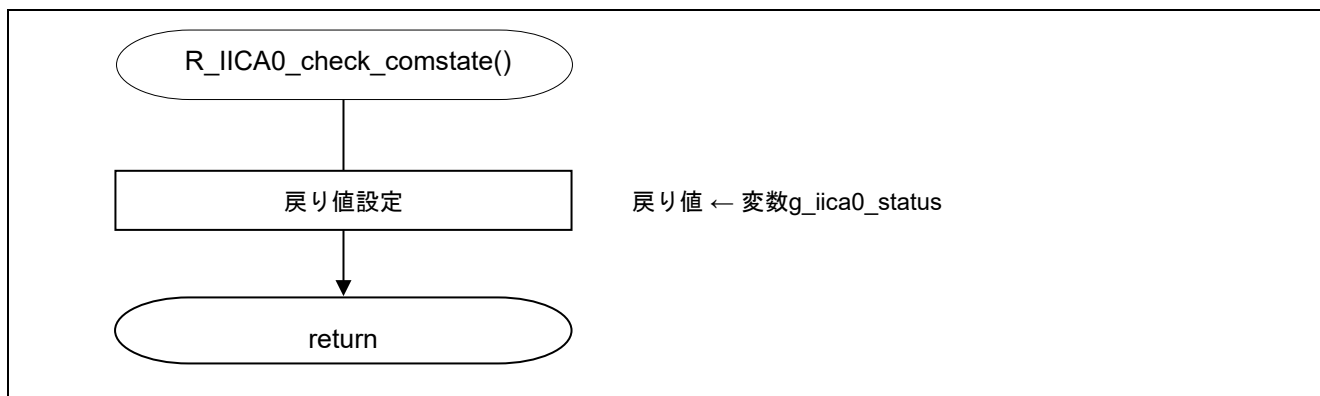 R_IICA0_check_comstate()
戻り値設定
戻り値 ← 変数g_iica0_status
return